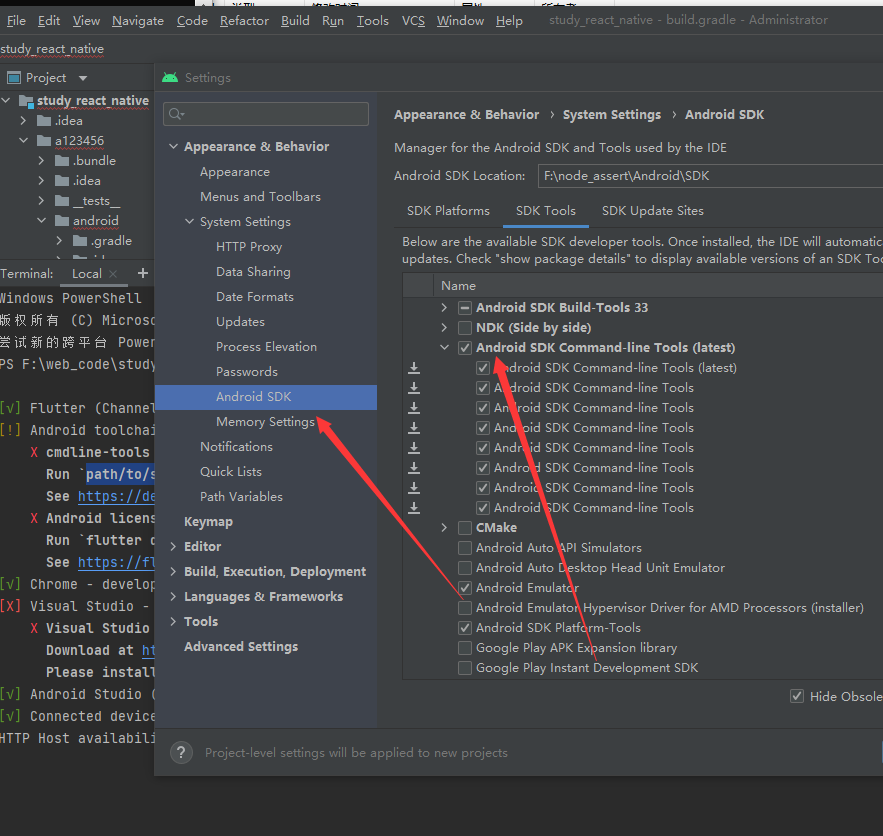 File Edit View Navigate Code Refactor Build Run Tools VCS Window Help study_react_native - build.gradle - Administrator
study_react_native
Project
study_react_native
.idea
a123456
.bundle
.idea
__tests__
android
.gradle
Terminal: Local × +
Windows PowerShell
版权所有 (C) Microso
尝试新的跨平台 Power
PS F:\web_code\study
[√] Flutter (Channel
[!] Android toolchai
X cmdline-tools
Run `path/to/s
See https://de
X Android licens
Run `flutter d
See https://fl
[√] Chrome - develop
[X] Visual Studio -
X Visual Studio
Download at ht
Please install
[√] Android Studio (
[√] Connected device
HTTP Host availabili
Settings
Appearance & Behavior
Appearance
Menus and Toolbars
System Settings
HTTP Proxy
Data Sharing
Date Formats
Updates
Process Elevation
Passwords
Android SDK
Memory Settings
Notifications
Quick Lists
Path Variables
Keymap
Editor
Build, Execution, Deployment
Languages & Frameworks
Tools
Advanced Settings
Appearance & Behavior › System Settings › Android SDK
Manager for the Android SDK and Tools used by the IDE
Android SDK Location: F:\node_assert\Android\SDK
SDK Platforms SDK Tools SDK Update Sites
Below are the available SDK developer tools. Once installed, the IDE will automatic
updates. Check "show package details" to display available versions of an SDK Too
Name
Android SDK Build-Tools 33
NDK (Side by side)
Android SDK Command-line Tools (latest)
Android SDK Command-line Tools (latest)
Android SDK Command-line Tools
Android SDK Command-line Tools
Android SDK Command-line Tools
Android SDK Command-line Tools
Android SDK Command-line Tools
Android SDK Command-line Tools
Android SDK Command-line Tools
CMake
Android Auto API Simulators
Android Auto Desktop Head Unit Emulator
Android Emulator
Android Emulator Hypervisor Driver for AMD Processors (installer)
Android SDK Platform-Tools
Google Play APK Expansion library
Google Play Instant Development SDK
Hide Obsole
? Project-level settings will be applied to new projects